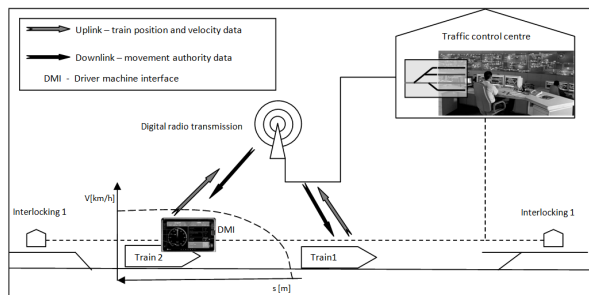 Uplink – train position and velocity data
Traffic control centre
Downlink – movement authority data
DMI - Driver machine interface
Digital radio transmission
V[km/h]
Interlocking 1
DMI
Interlocking 1
Train 2
Train1
s [m]